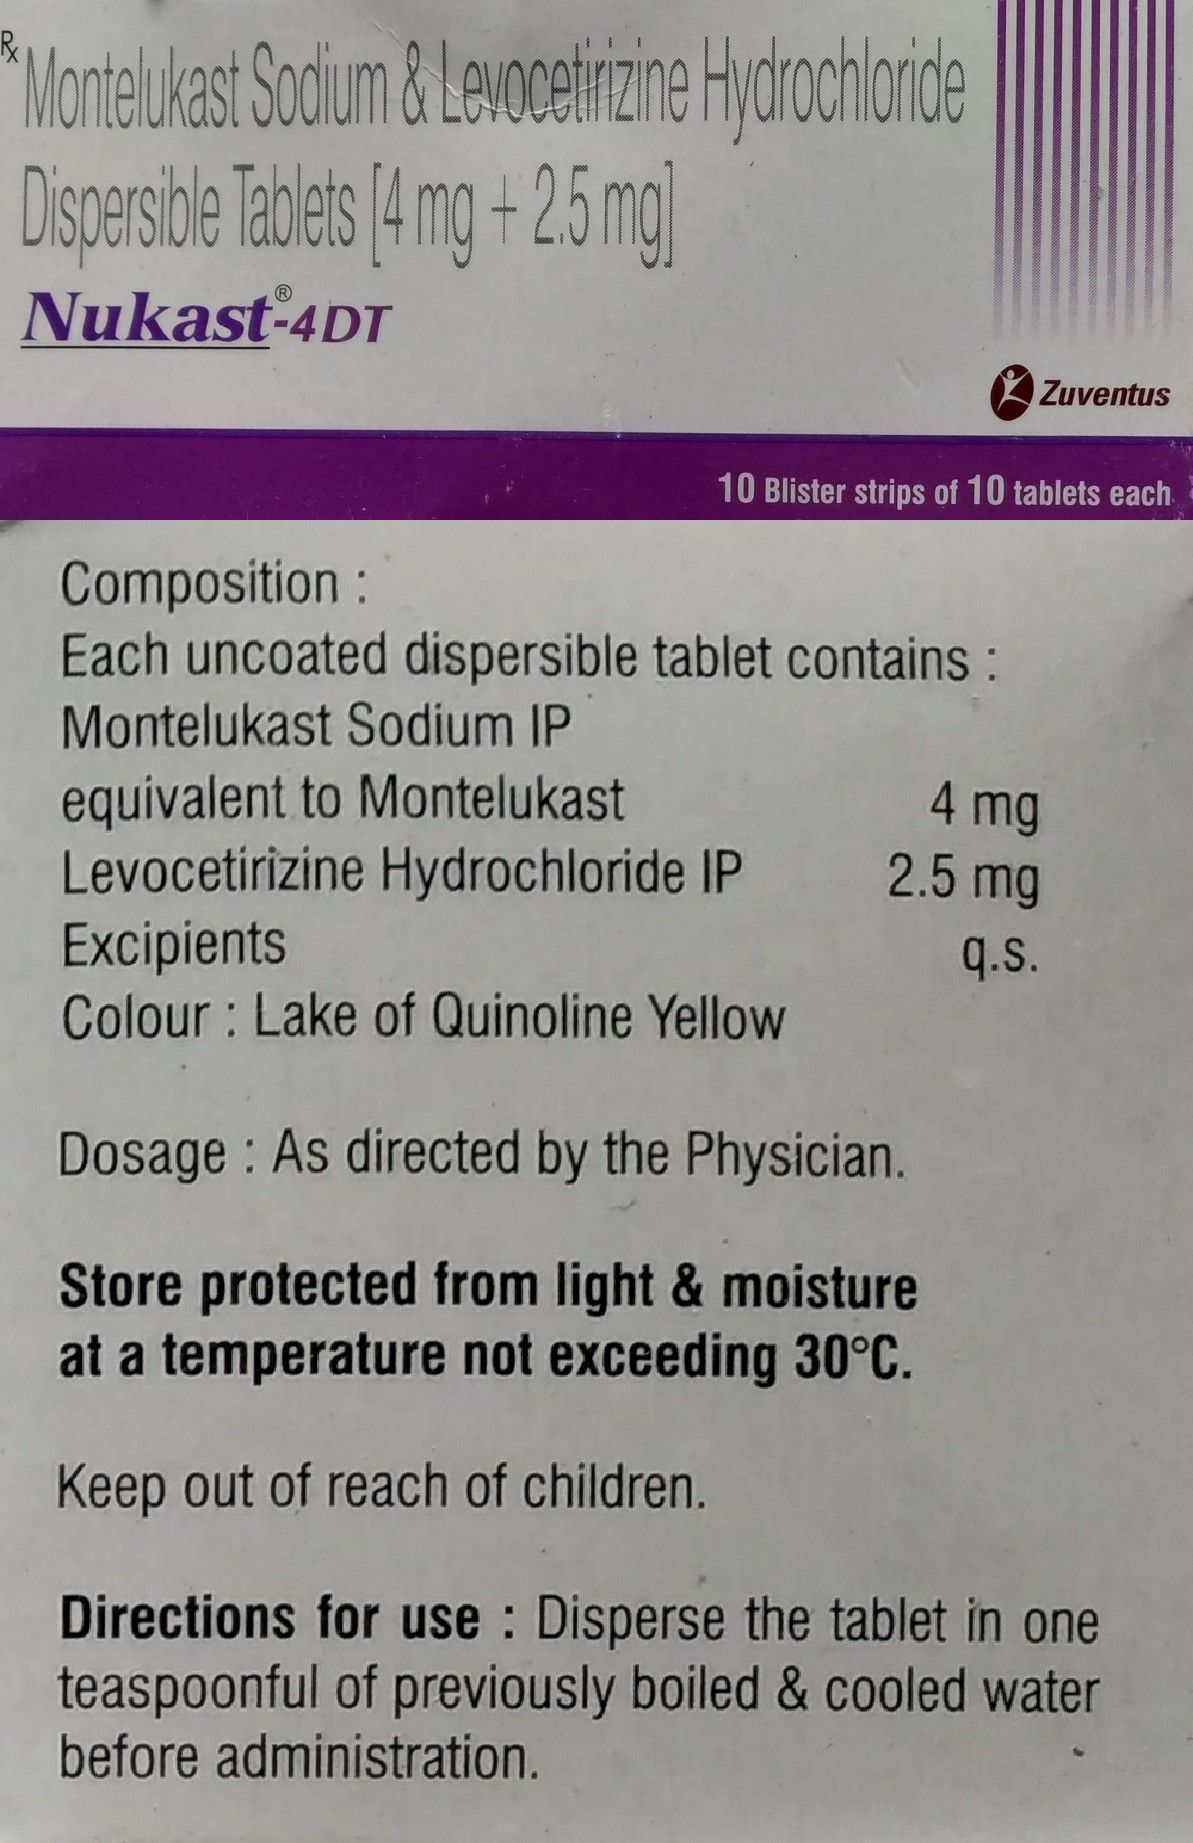 Rx
Montelukast Sodium & Levocetirizine Hydrochloride
Dispersible Tablets [4 mg + 2.5 mg]
Nukast®-4DT
Zuventus
10 Blister strips of 10 tablets each
Composition :
Each uncoated dispersible tablet contains :
Montelukast Sodium IP
equivalent to Montelukast 4 mg
Levocetirizine Hydrochloride IP 2.5 mg
Excipients q.s.
Colour : Lake of Quinoline Yellow
Dosage : As directed by the Physician.
Store protected from light & moisture
at a temperature not exceeding 30°C.
Keep out of reach of children.
Directions for use : Disperse the tablet in one
teaspoonful of previously boiled & cooled water
before administration.